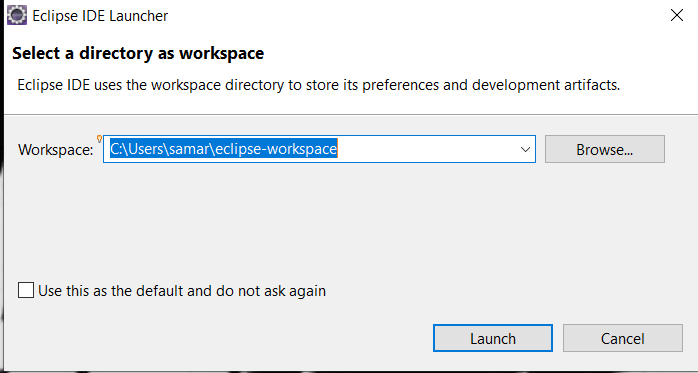 Eclipse IDE Launcher
Select a directory as workspace
Eclipse IDE uses the workspace directory to store its preferences and development artifacts.
Workspace: C:\Users\samar\eclipse-workspace Browse...
Use this as the default and do not ask again
Launch Cancel